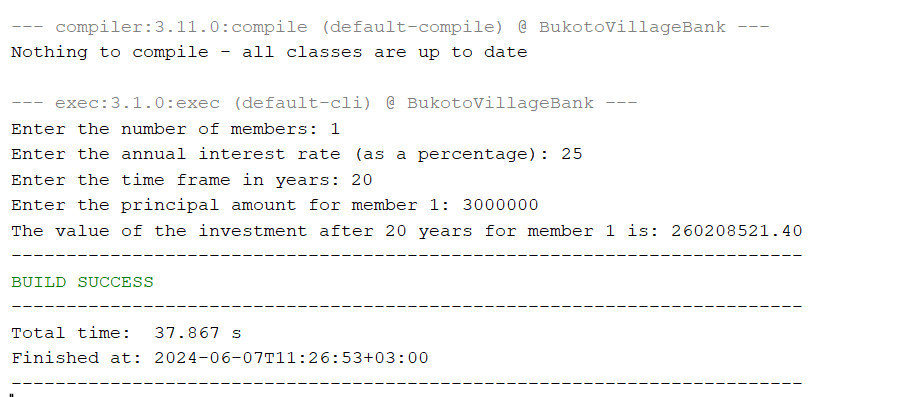 --- compiler:3.11.0:compile (default-compile) @ BukotoVillageBank ---
Nothing to compile - all classes are up to date

--- exec:3.1.0:exec (default-cli) @ BukotoVillageBank ---
Enter the number of members: 1
Enter the annual interest rate (as a percentage): 25
Enter the time frame in years: 20
Enter the principal amount for member 1: 3000000
The value of the investment after 20 years for member 1 is: 260208521.40
------------------------------------------------------------------------
BUILD SUCCESS
------------------------------------------------------------------------
Total time:  37.867 s
Finished at: 2024-06-07T11:26:53+03:00
------------------------------------------------------------------------